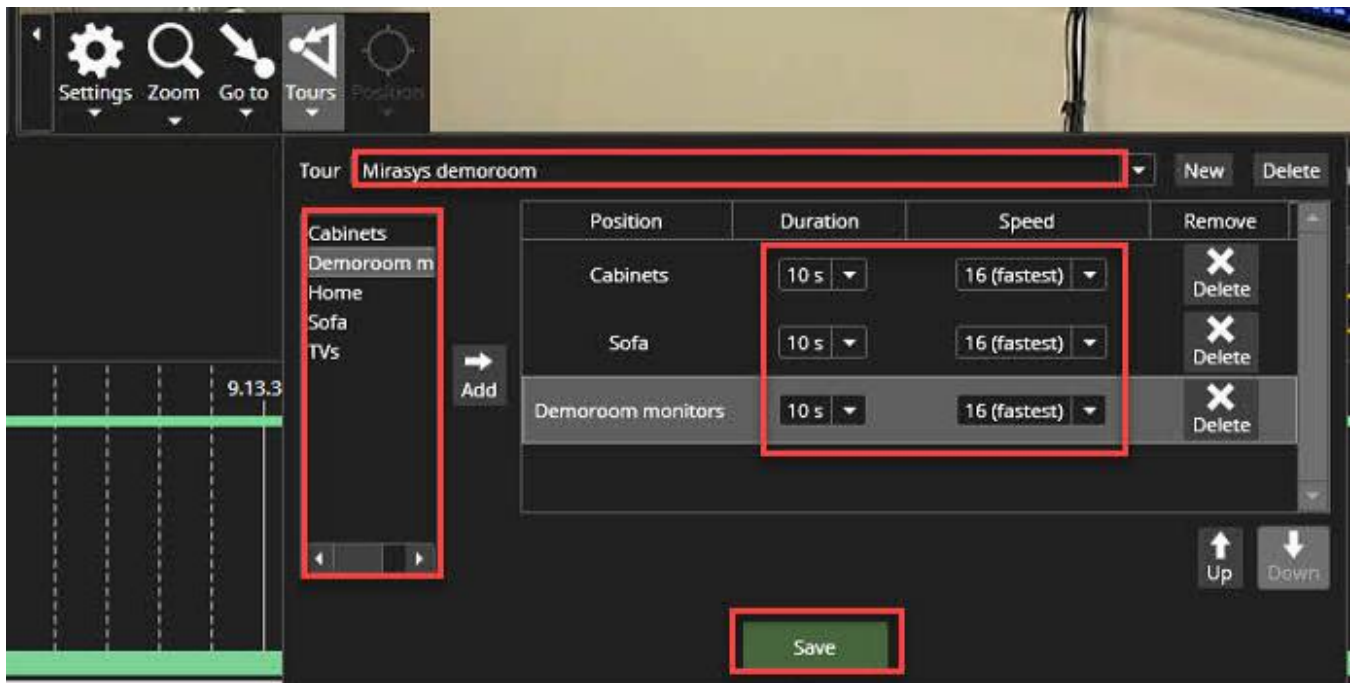 Settings Zoom Go to Tours Position
Tour Mirasys demoroom New Delete
Cabinets
Demoroom m
Home
Sofa
TVs
Add
Position Duration Speed Remove
Cabinets 10 s 16 (fastest) Delete
Sofa 10 s 16 (fastest) Delete
Demoroom monitors 10 s 16 (fastest) Delete
9.13.3
Up Down
Save